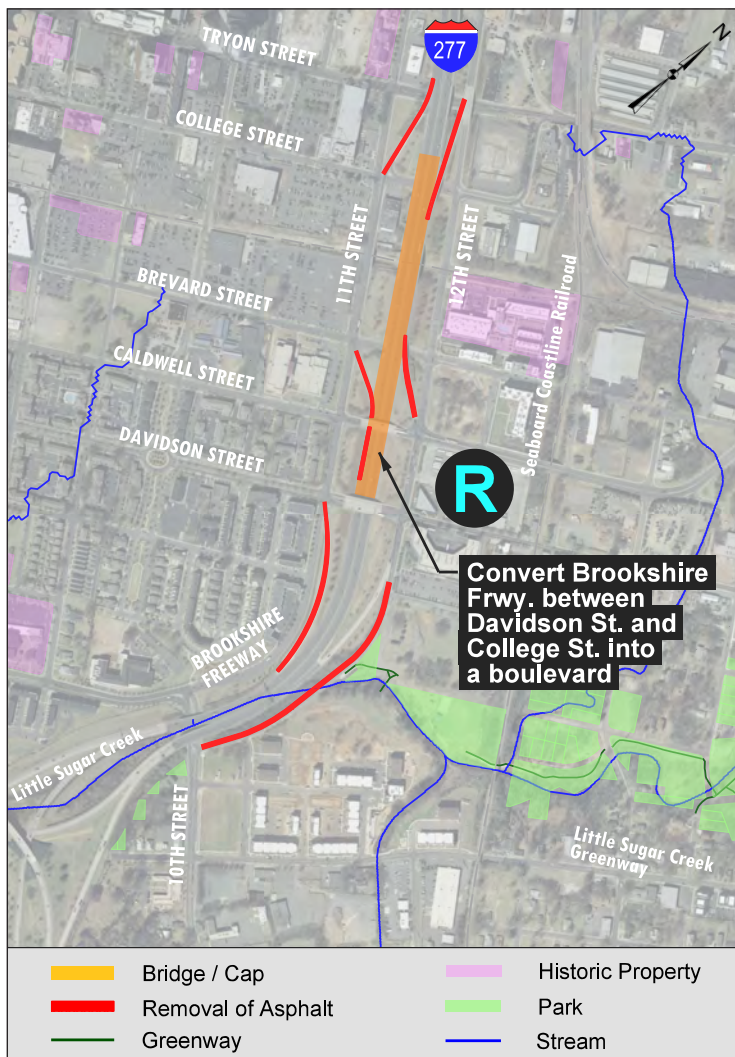 TRYON STREET
277
N
COLLEGE STREET
11TH STREET
12TH STREET
BREVARD STREET
Seaboard Coastline Railroad
CALDWELL STREET
DAVIDSON STREET
R
Convert Brookshire
Frwy. between
Davidson St. and
College St. into
a boulevard
BROOKSHIRE
FREEWAY
Little Sugar Creek
10TH STREET
Little Sugar Creek
Greenway
Bridge / Cap
Historic Property
Removal of Asphalt
Park
Greenway
Stream